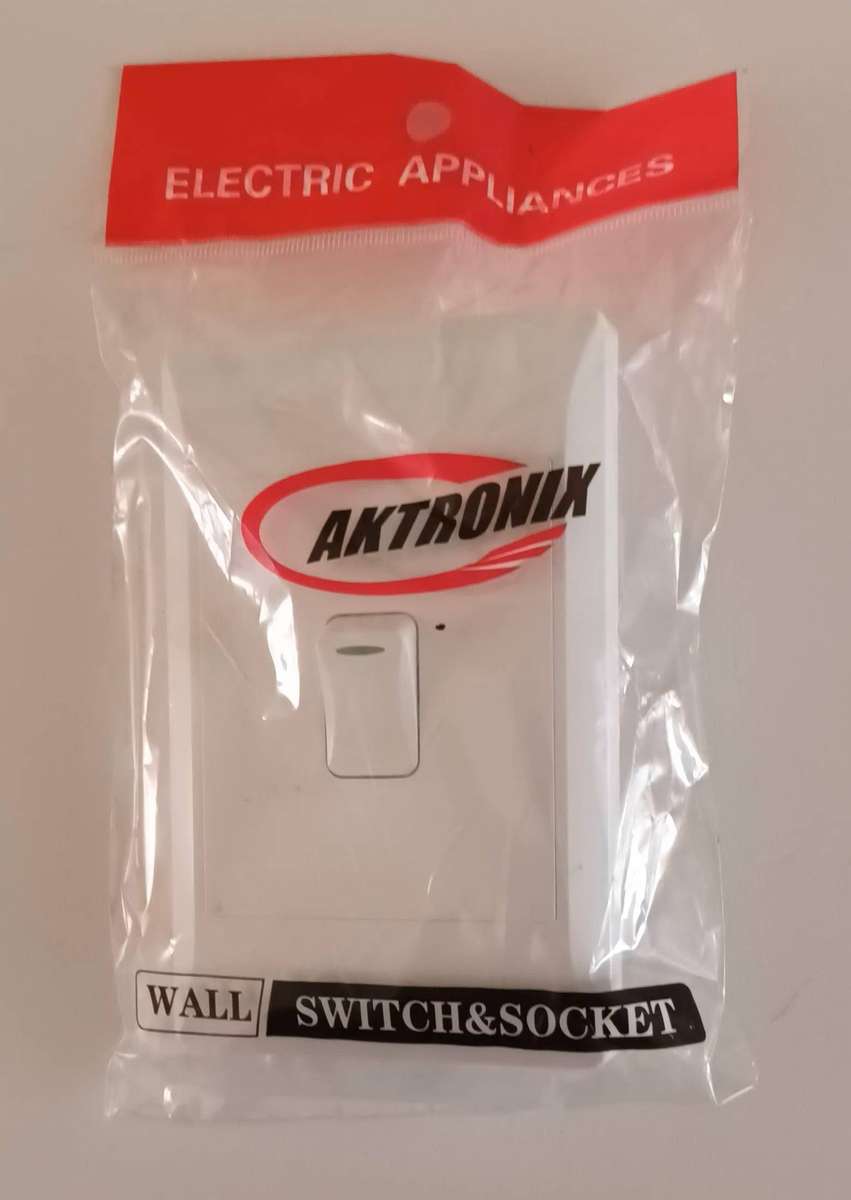 ELECTRIC APPLIANCES
AKTRONIX
WALL SWITCH&SOCKET